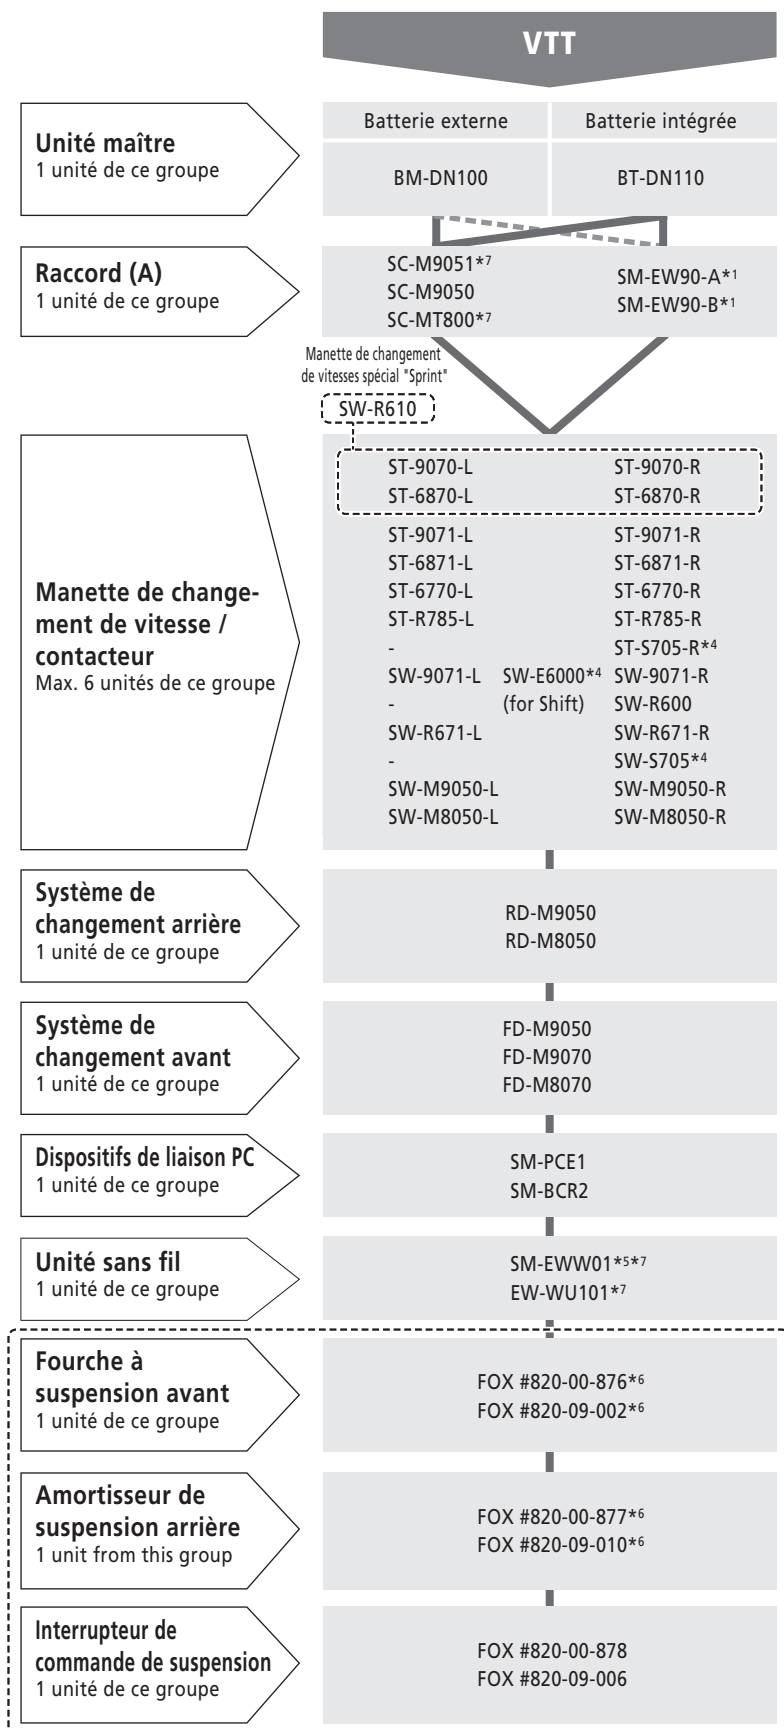 VTT
Unité maître
1 unité de ce groupe
Batterie externe
Batterie intégrée
BM-DN100
BT-DN110
Raccord (A)
1 unité de ce groupe
SC-M9051*7
SC-M9050
SC-MT800*7
SM-EW90-A*1
SM-EW90-B*1
Manette de changement
de vitesses spécial "Sprint"
SW-R610
Manette de change-
ment de vitesse /
contacteur
Max. 6 unités de ce groupe
ST-9070-L ST-9070-R
ST-6870-L ST-6870-R
ST-9071-L ST-9071-R
ST-6871-L ST-6871-R
ST-6770-L ST-6770-R
ST-R785-L ST-R785-R
- ST-S705-R*4
SW-9071-L SW-E6000*4 SW-9071-R
- (for Shift) SW-R600
SW-R671-L SW-R671-R
- SW-S705*4
SW-M9050-L SW-M9050-R
SW-M8050-L SW-M8050-R
Système de
changement arrière
1 unité de ce groupe
RD-M9050
RD-M8050
Système de
changement avant
1 unité de ce groupe
FD-M9050
FD-M9070
FD-M8070
Dispositifs de liaison PC
1 unité de ce groupe
SM-PCE1
SM-BCR2
Unité sans fil
1 unité de ce groupe
SM-EWW01*5*7
EW-WU101*7
Fourche à
suspension avant
1 unité de ce groupe
FOX #820-00-876*6
FOX #820-09-002*6
Amortisseur de
suspension arrière
1 unit from this group
FOX #820-00-877*6
FOX #820-09-010*6
Interrupteur de
commande de suspension
1 unité de ce groupe
FOX #820-00-878
FOX #820-09-006